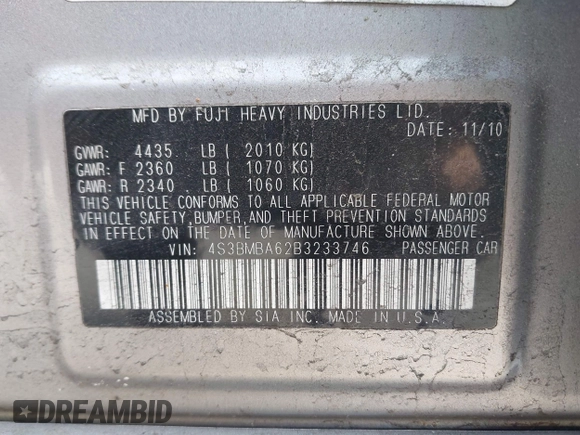 MFD BY FUJI HEAVY INDUSTRIES LTD.
DATE: 11/10
GVWR: 4435 LB ( 2010 KG)
GAWR: F 2360 LB ( 1070 KG)
GAWR: R 2340 LB ( 1060 KG)
THIS VEHICLE CONFORMS TO ALL APPLICABLE FEDERAL MOTOR
VEHICLE SAFETY,BUMPER,AND THEFT PREVENTION STANDARDS
IN EFFECT ON THE DATE OF MANUFACTURE SHOWN ABOVE.
VIN: 4S3BMBA62B3233746 PASSENGER CAR
ASSEMBLED BY SIA INC. MADE IN U.S.A.
DREAMBID